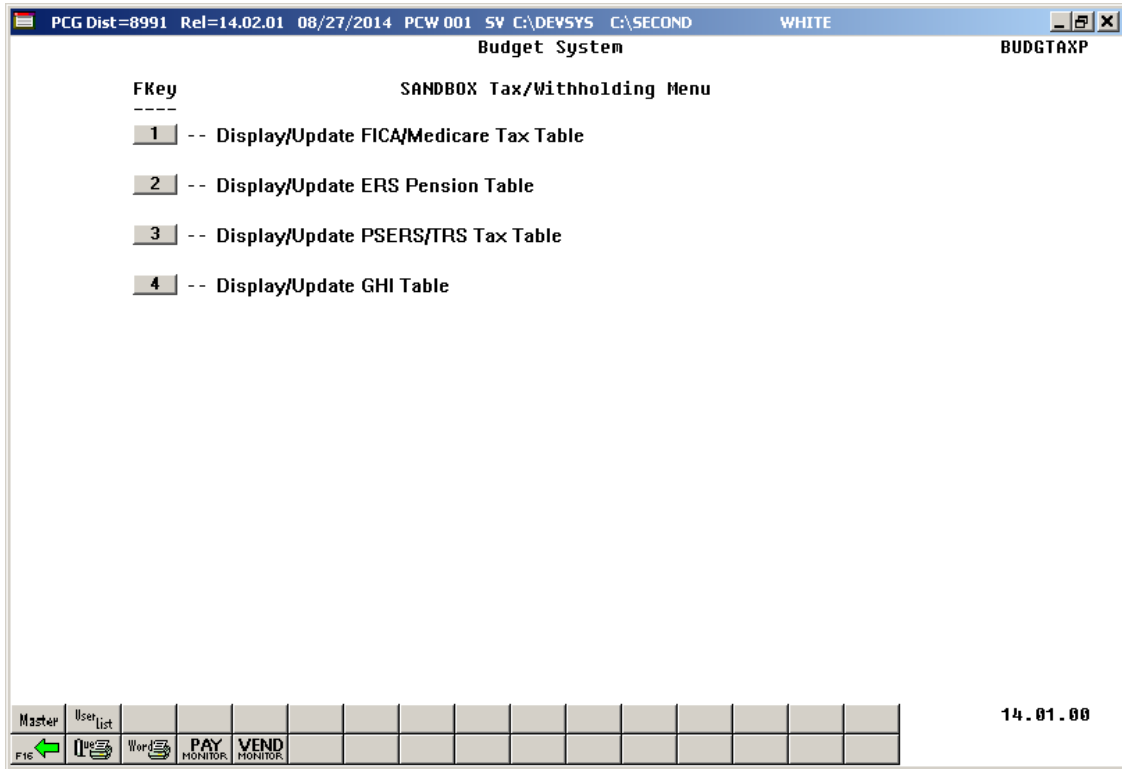 PCG Dist=8991 Rel=14.02.01 08/27/2014 PCW 001 SV C:\DEVSYS C:\SECOND WHITE
Budget System BUDGTAXP
FKey SANDBOX Tax/Withholding Menu
----
1 -- Display/Update FICA/Medicare Tax Table
2 -- Display/Update ERS Pension Table
3 -- Display/Update PSERS/TRS Tax Table
4 -- Display/Update GHI Table
Master User List 14.01.00
F16 Que Word PAY MONITOR VEND MONITOR